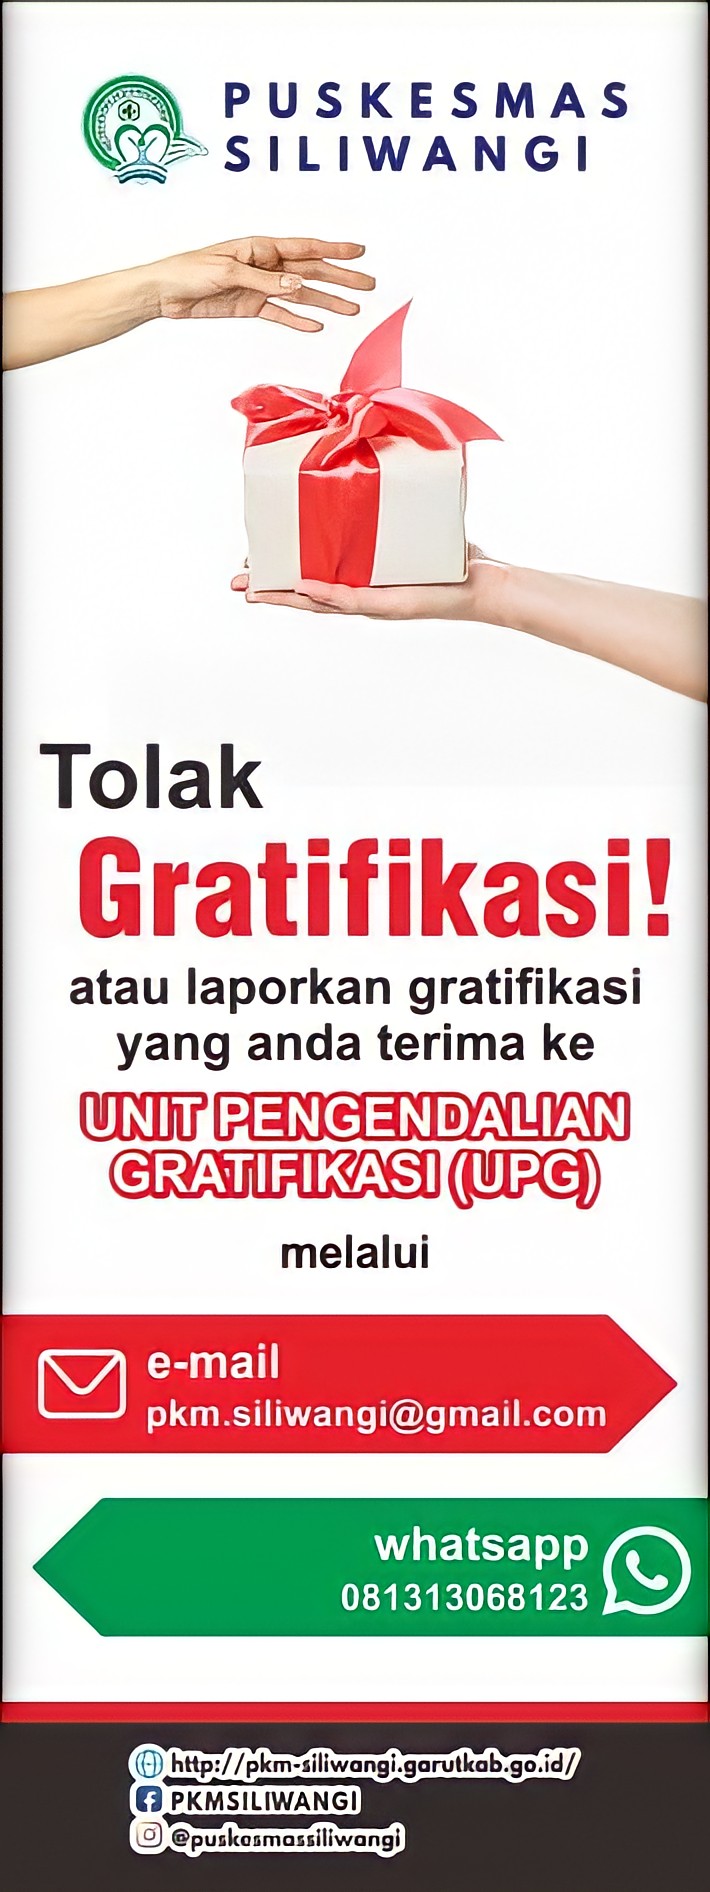 PUSKESMAS
SILIWANGI
Tolak
Gratifikasi!
atau laporkan gratifikasi
yang anda terima ke
UNIT PENGENDALIAN
GRATIFIKASI (UPG)
melalui
e-mail
pkm.siliwangi@gmail.com
whatsapp
081313068123
http://pkm-siliwangi.garutkab.go.id/
PKMSILIWANGI
@puskesmassiliwangi